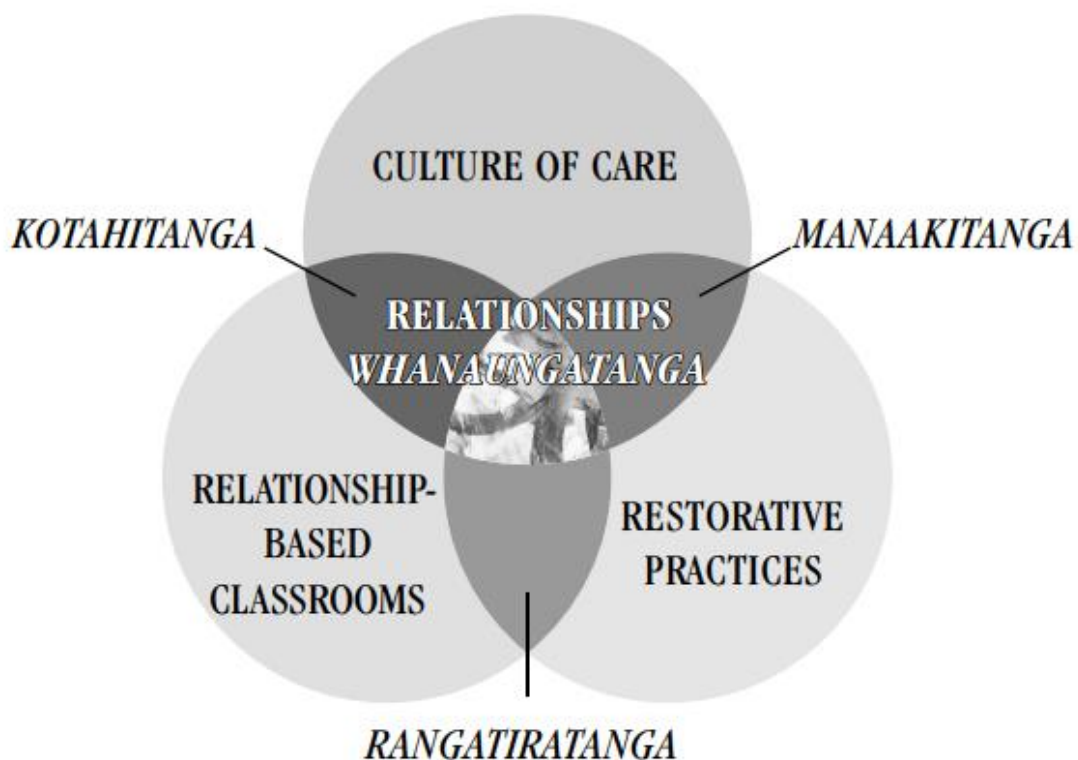 CULTURE OF CARE
KOTAHITANGA
MANAAKITANGA
RELATIONSHIPS
WHANAUNGATANGA
RELATIONSHIP-
BASED
CLASSROOMS
RESTORATIVE
PRACTICES
RANGATIRATANGA